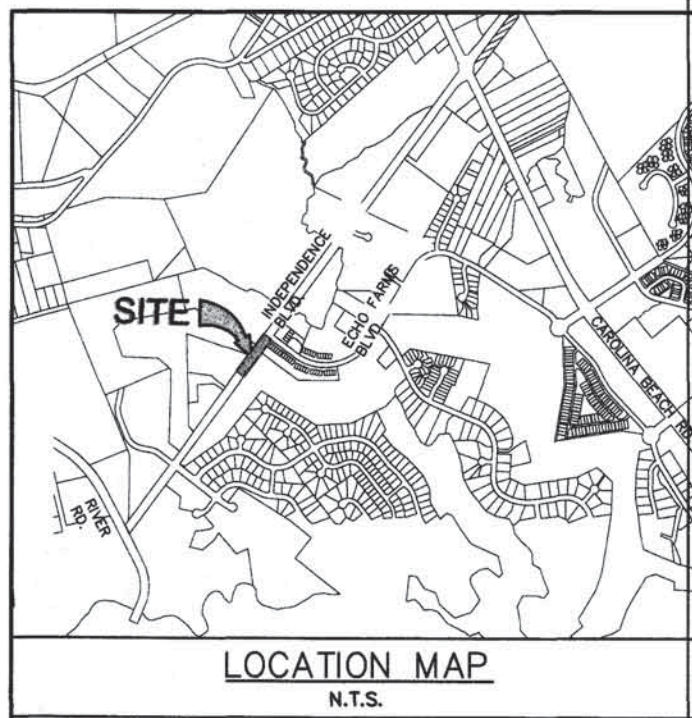 INDEPENDENCE
BLVD.
SITE
ECHO FARMS
BLVD
CAROLINA BEACH R
RIVER
RD.
LOCATION MAP
N.T.S.